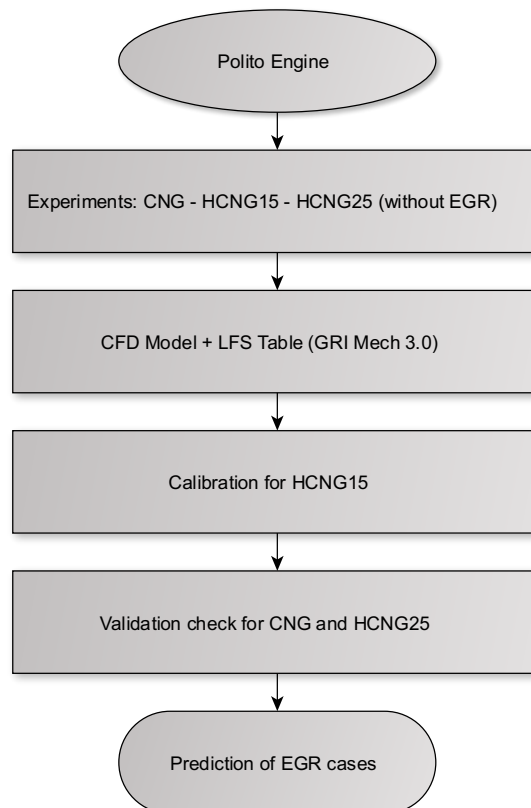 Polito Engine
Experiments: CNG - HCNG15 - HCNG25 (without EGR)
CFD Model + LFS Table (GRI Mech 3.0)
Calibration for HCNG15
Validation check for CNG and HCNG25
Prediction of EGR cases